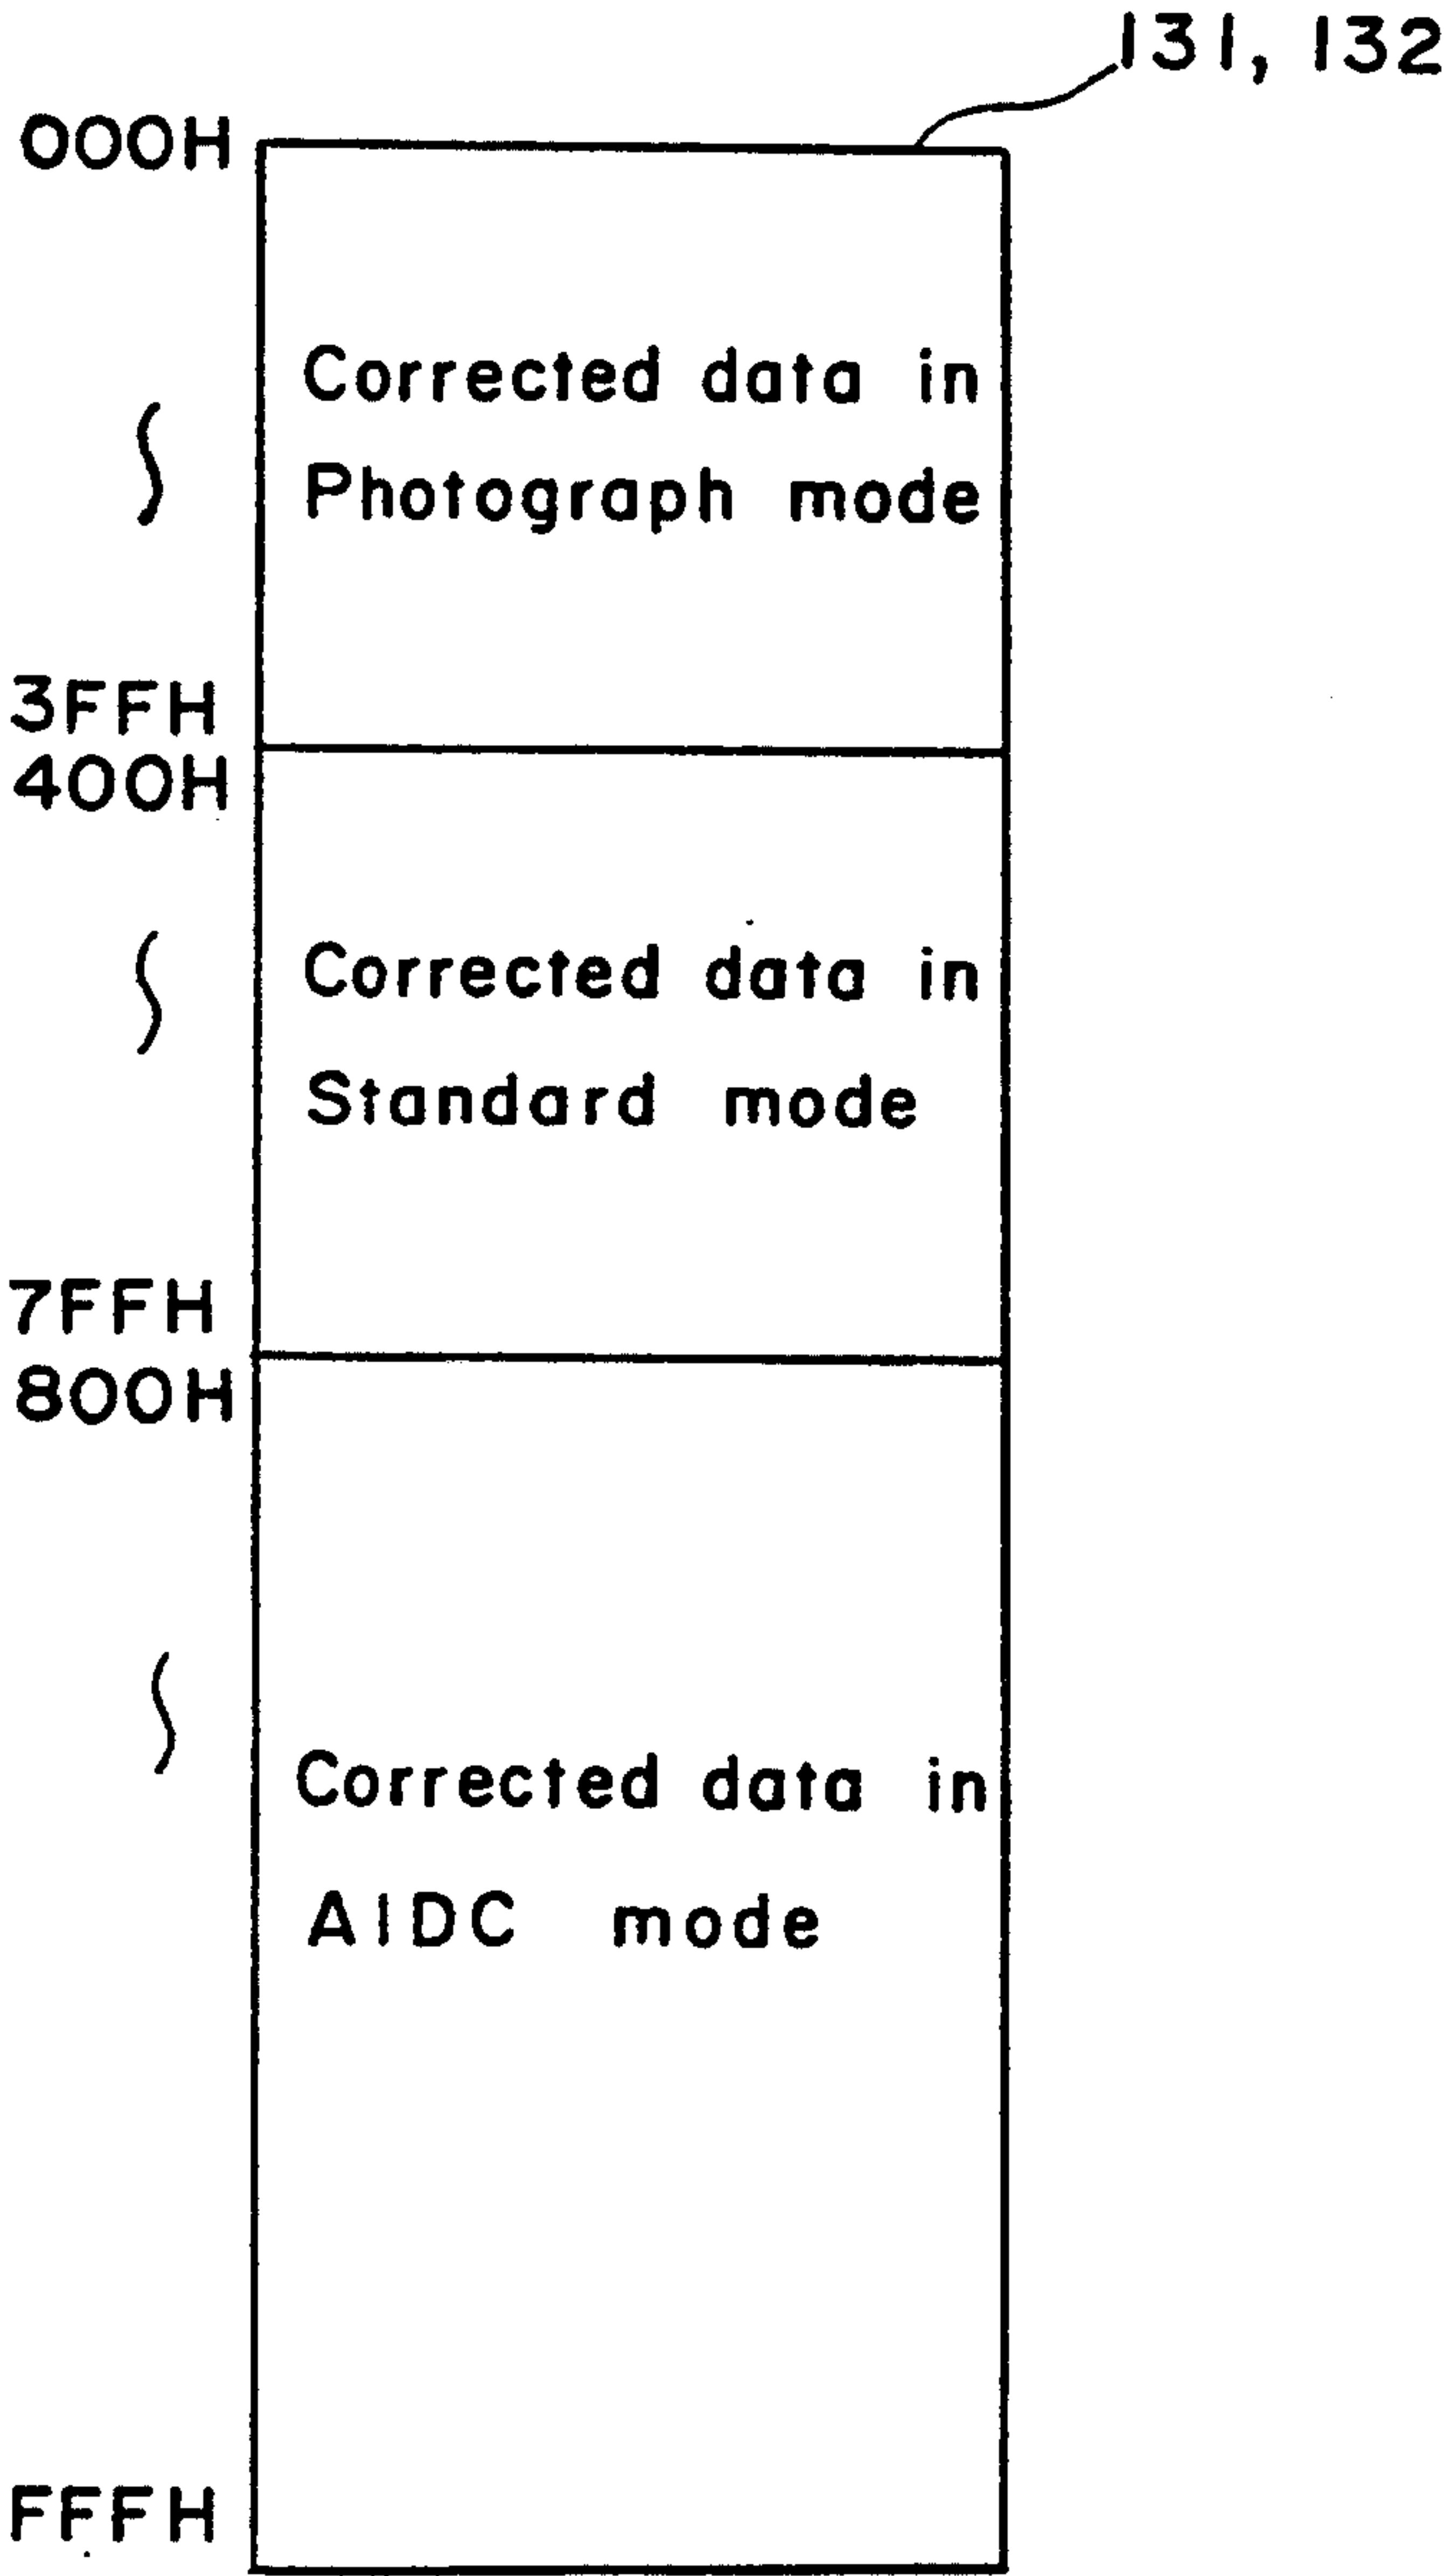 131, 132
000H
Corrected data in
Photograph mode
3FFH
400H
Corrected data in
Standard mode
7FFH
800H
Corrected data in
AIDC mode
FFFH